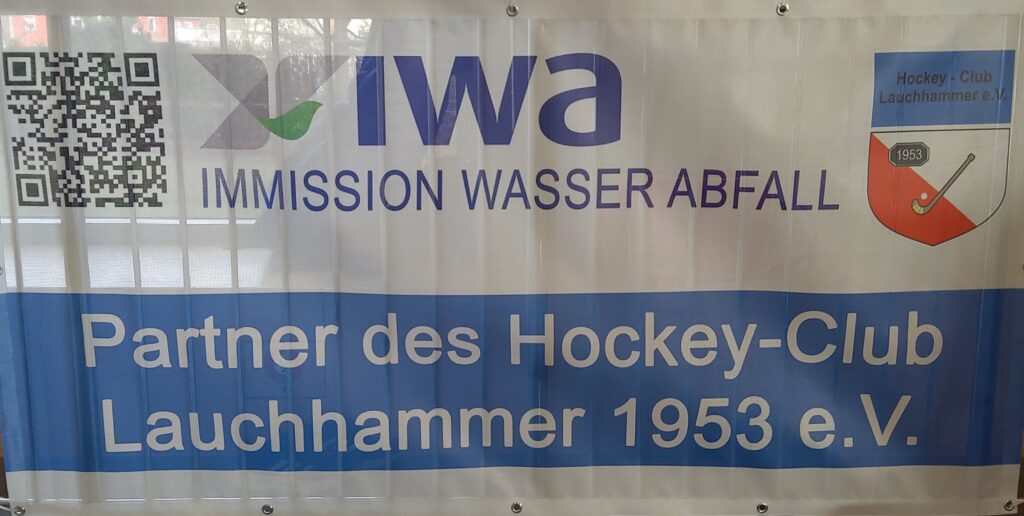 iwa
IMMISSION WASSER ABFALL
Hockey - Club
Lauchhammer e.V.
1953
Partner des Hockey-Club
Lauchhammer 1953 e.V.